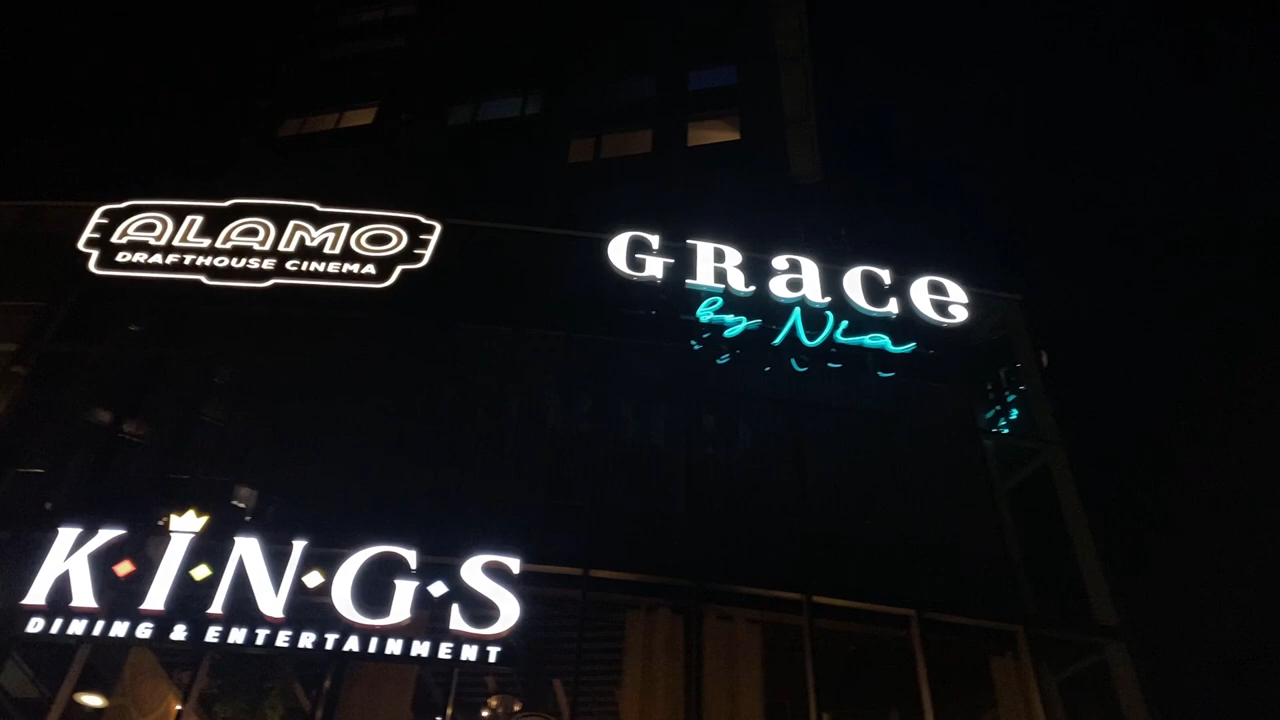 ALAMO
DRAFTHOUSE CINEMA
GRace
by Nia
KINGS
DINING & ENTERTAINMENT